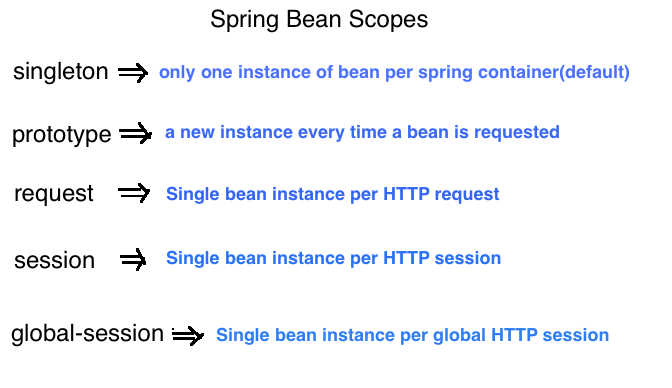 Spring Bean Scopes
singleton ⇒ only one instance of bean per spring container(default)
prototype ⇒ a new instance every time a bean is requested
request ⇒ Single bean instance per HTTP request
session ⇒ Single bean instance per HTTP session
global-session ⇒ Single bean instance per global HTTP session